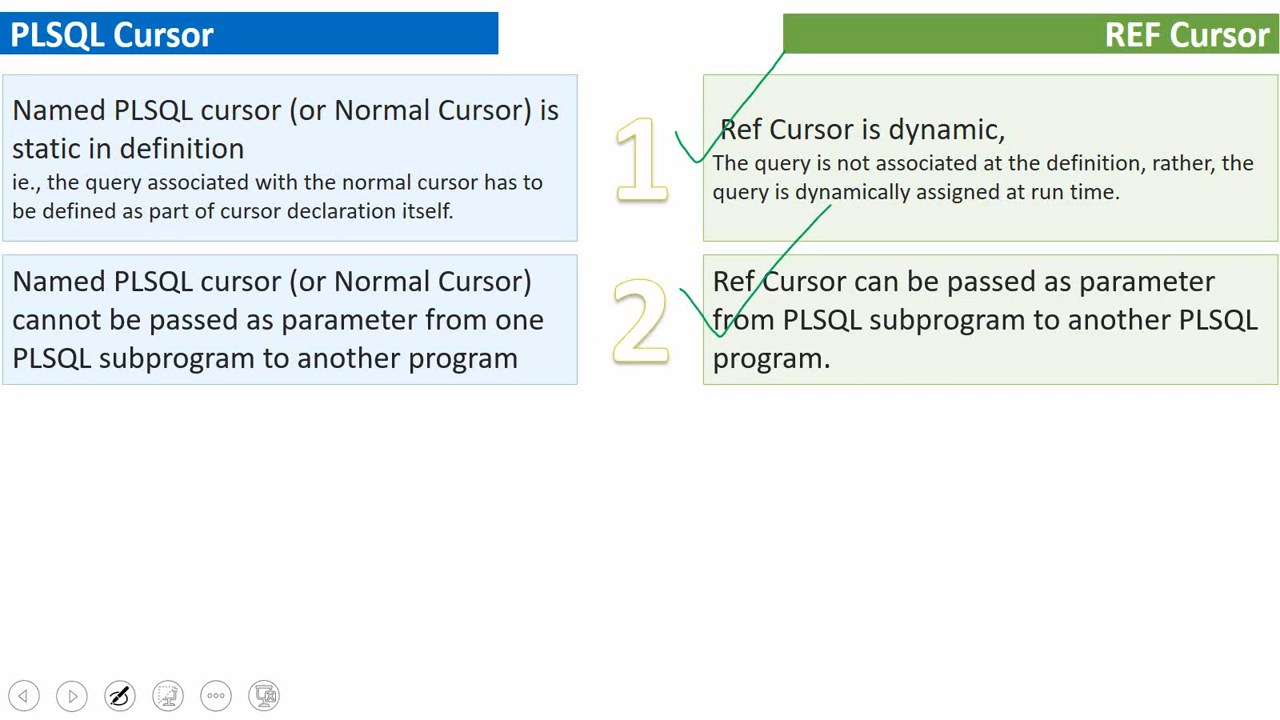 PLSQL Cursor
REF Cursor
Named PLSQL cursor (or Normal Cursor) is
static in definition
ie., the query associated with the normal cursor has to
be defined as part of cursor declaration itself.
1
Ref Cursor is dynamic,
The query is not associated at the definition, rather, the
query is dynamically assigned at run time.
Named PLSQL cursor (or Normal Cursor)
cannot be passed as parameter from one
PLSQL subprogram to another program
2
Ref Cursor can be passed as parameter
from PLSQL subprogram to another PLSQL
program.